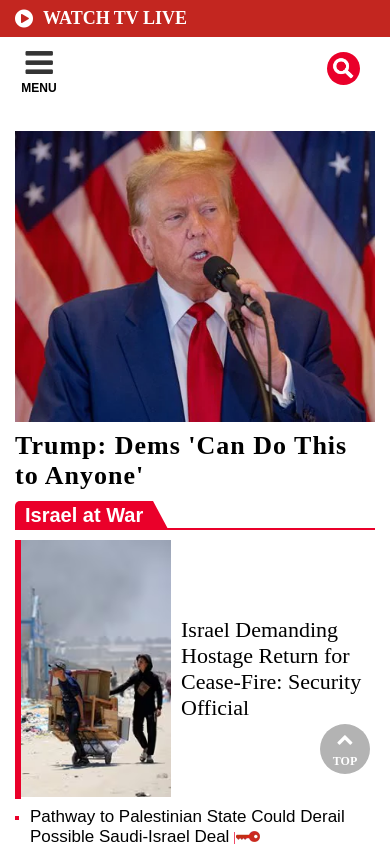 WATCH TV LIVE
MENU
Trump: Dems 'Can Do This
to Anyone'
Israel at War
Israel Demanding
Hostage Return for
Cease-Fire: Security
Official
TOP
Pathway to Palestinian State Could Derail
Possible Saudi-Israel Deal